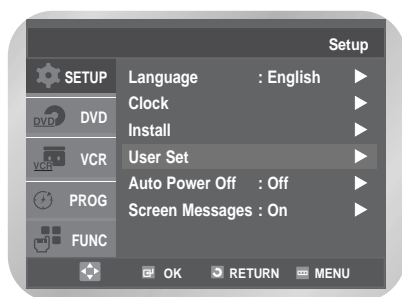 Setup
SETUP
DVD
DVD
VCR
VCR
PROG
FUNC
Language : English
Clock
Install
User Set
Auto Power Off : Off
Screen Messages : On
OK RETURN MENU